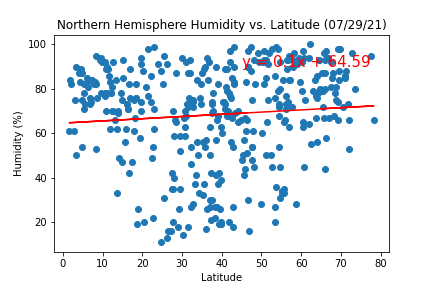 Northern Hemisphere Humidity vs. Latitude (07/29/21)
y = 0.1x + 64.59
100
80
60
40
20
Humidity (%)
0 10 20 30 40 50 60 70 80
Latitude